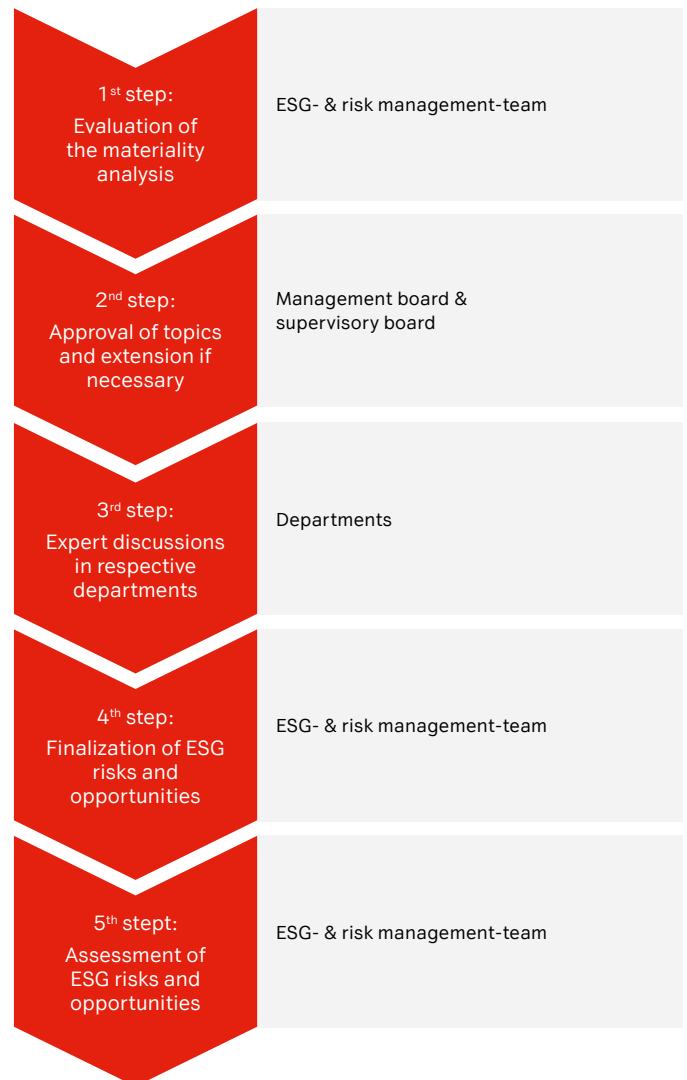 1st step:
Evaluation of
the materiality
analysis
ESG- & risk management-team
2nd step:
Approval of topics
and extension if
necessary
Management board &
supervisory board
3rd step:
Expert discussions
in respective
departments
Departments
4th step:
Finalization of ESG
risks and
opportunities
ESG- & risk management-team
5th stept:
Assessment of
ESG risks and
opportunities
ESG- & risk management-team